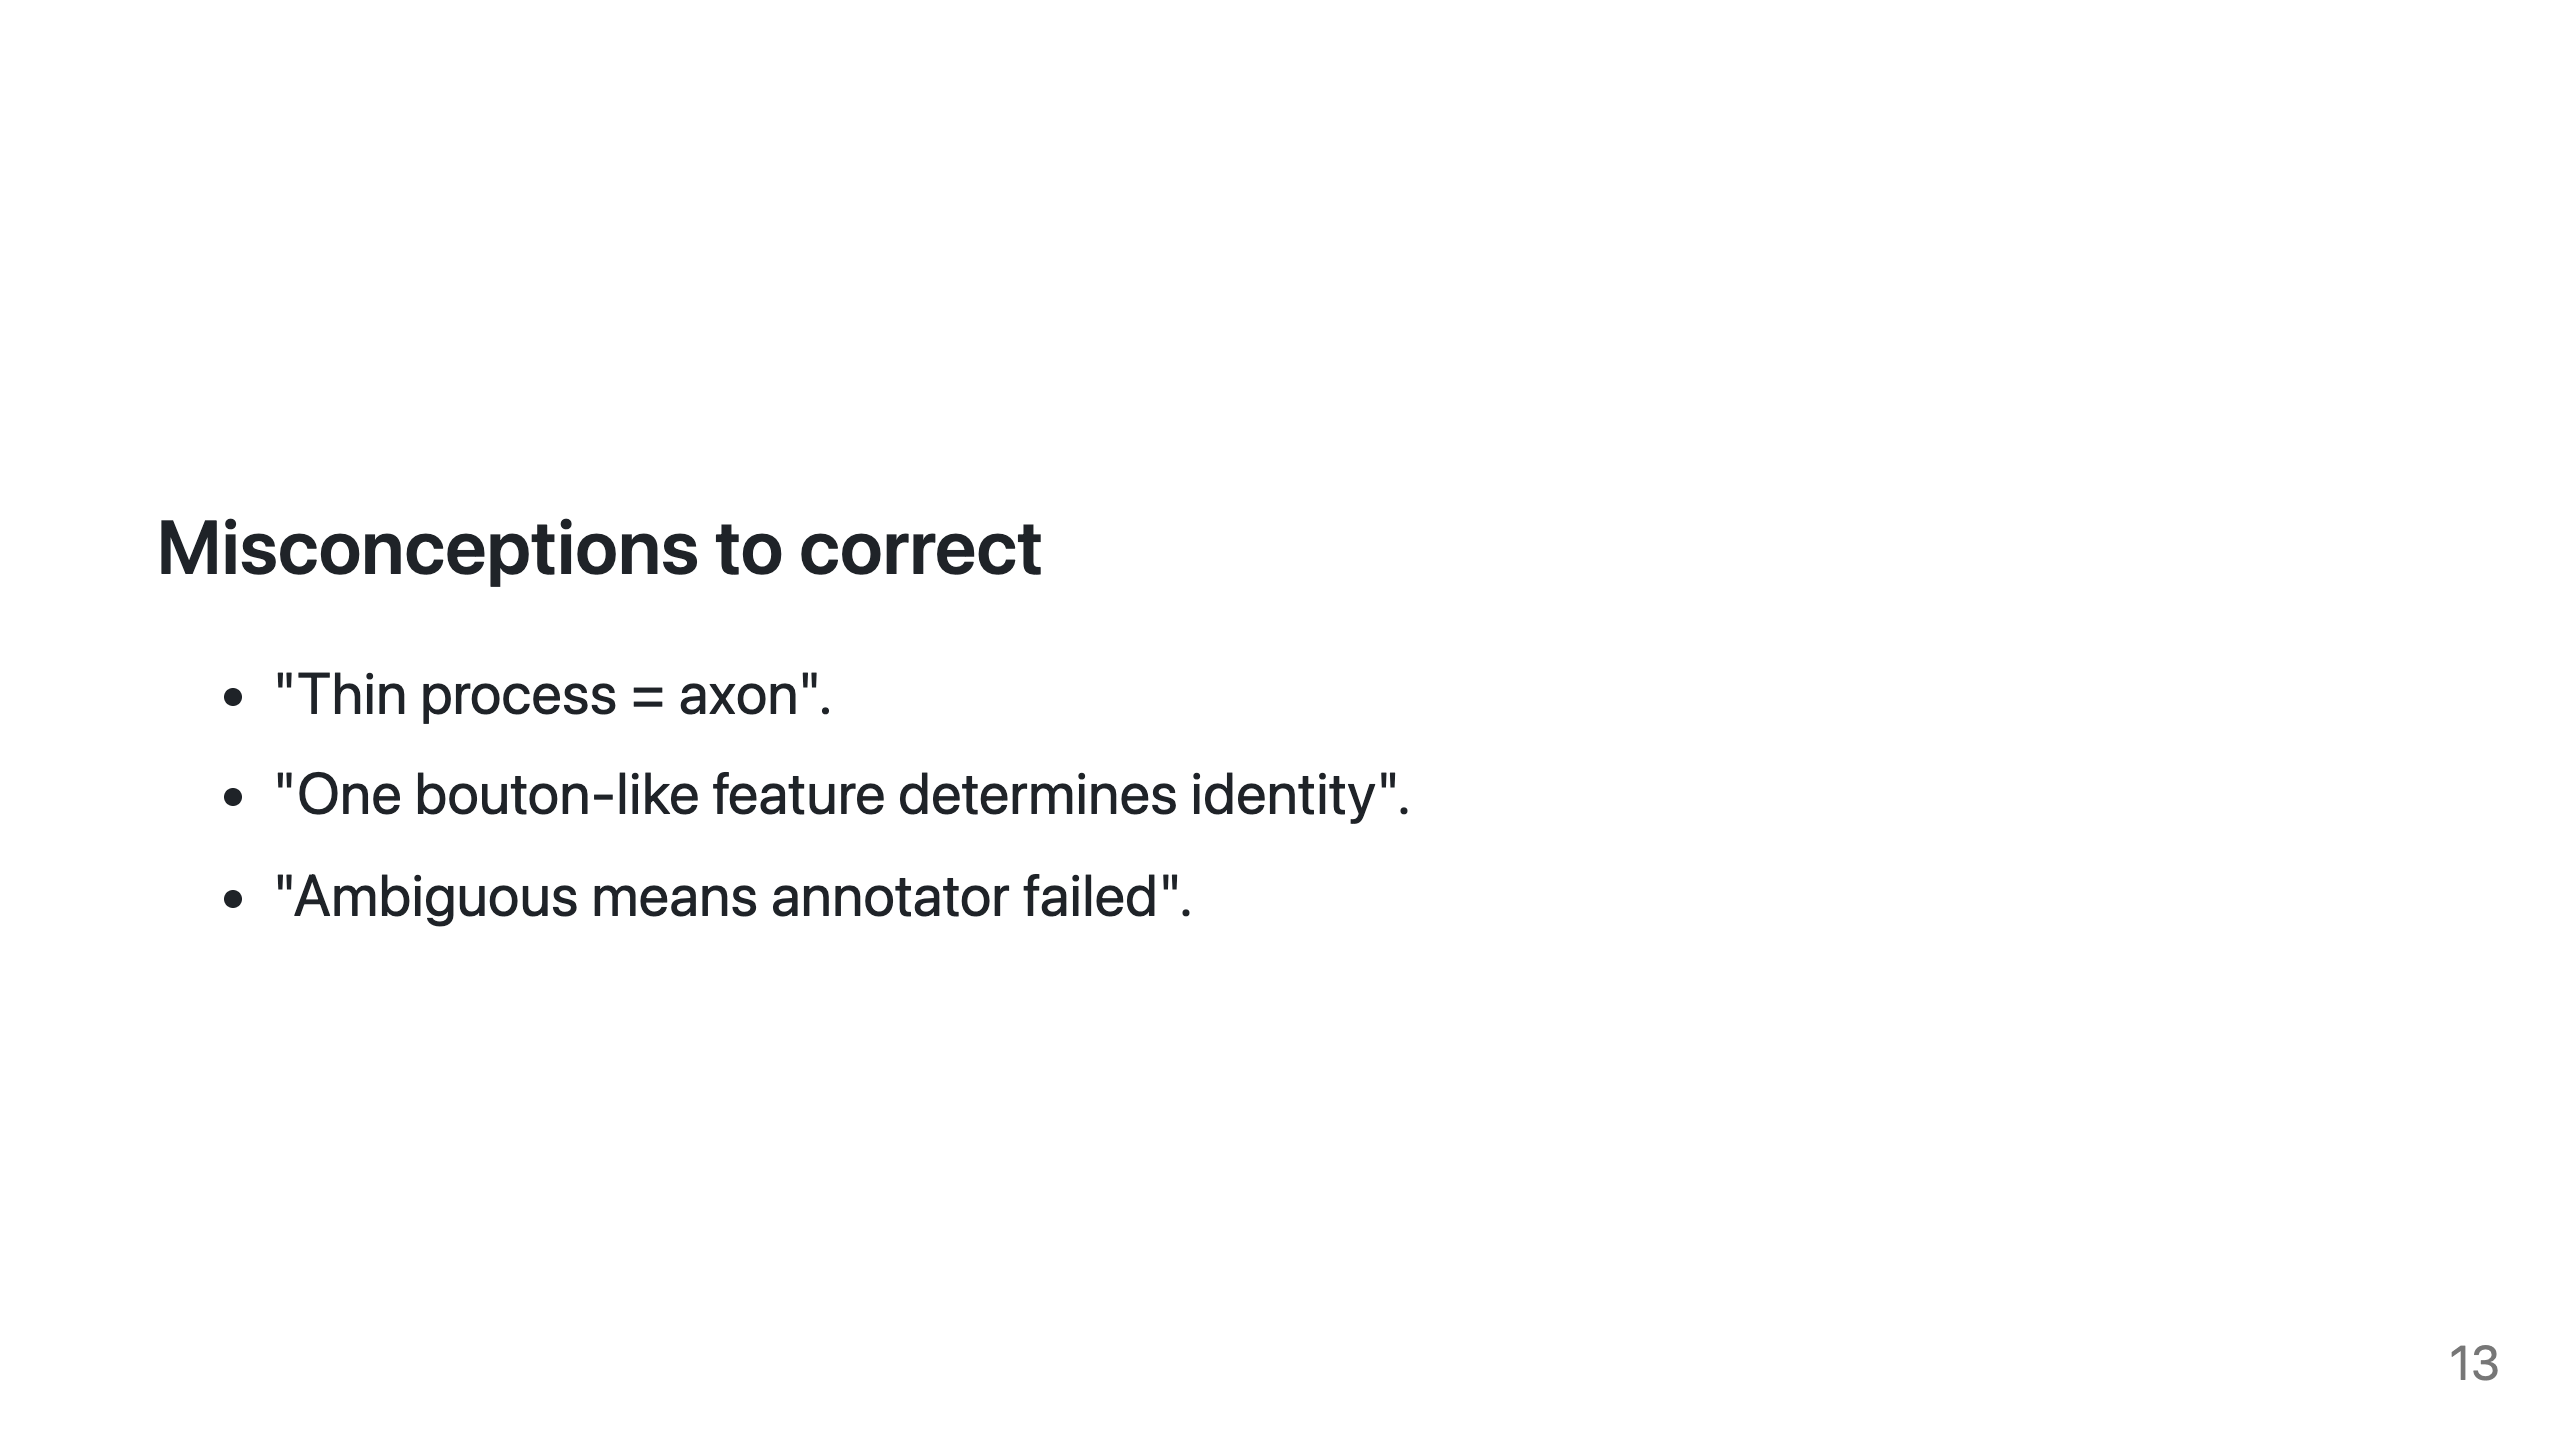 Misconceptions to correct
• "Thin process = axon".
• "One bouton-like feature determines identity".
• "Ambiguous means annotator failed".
13